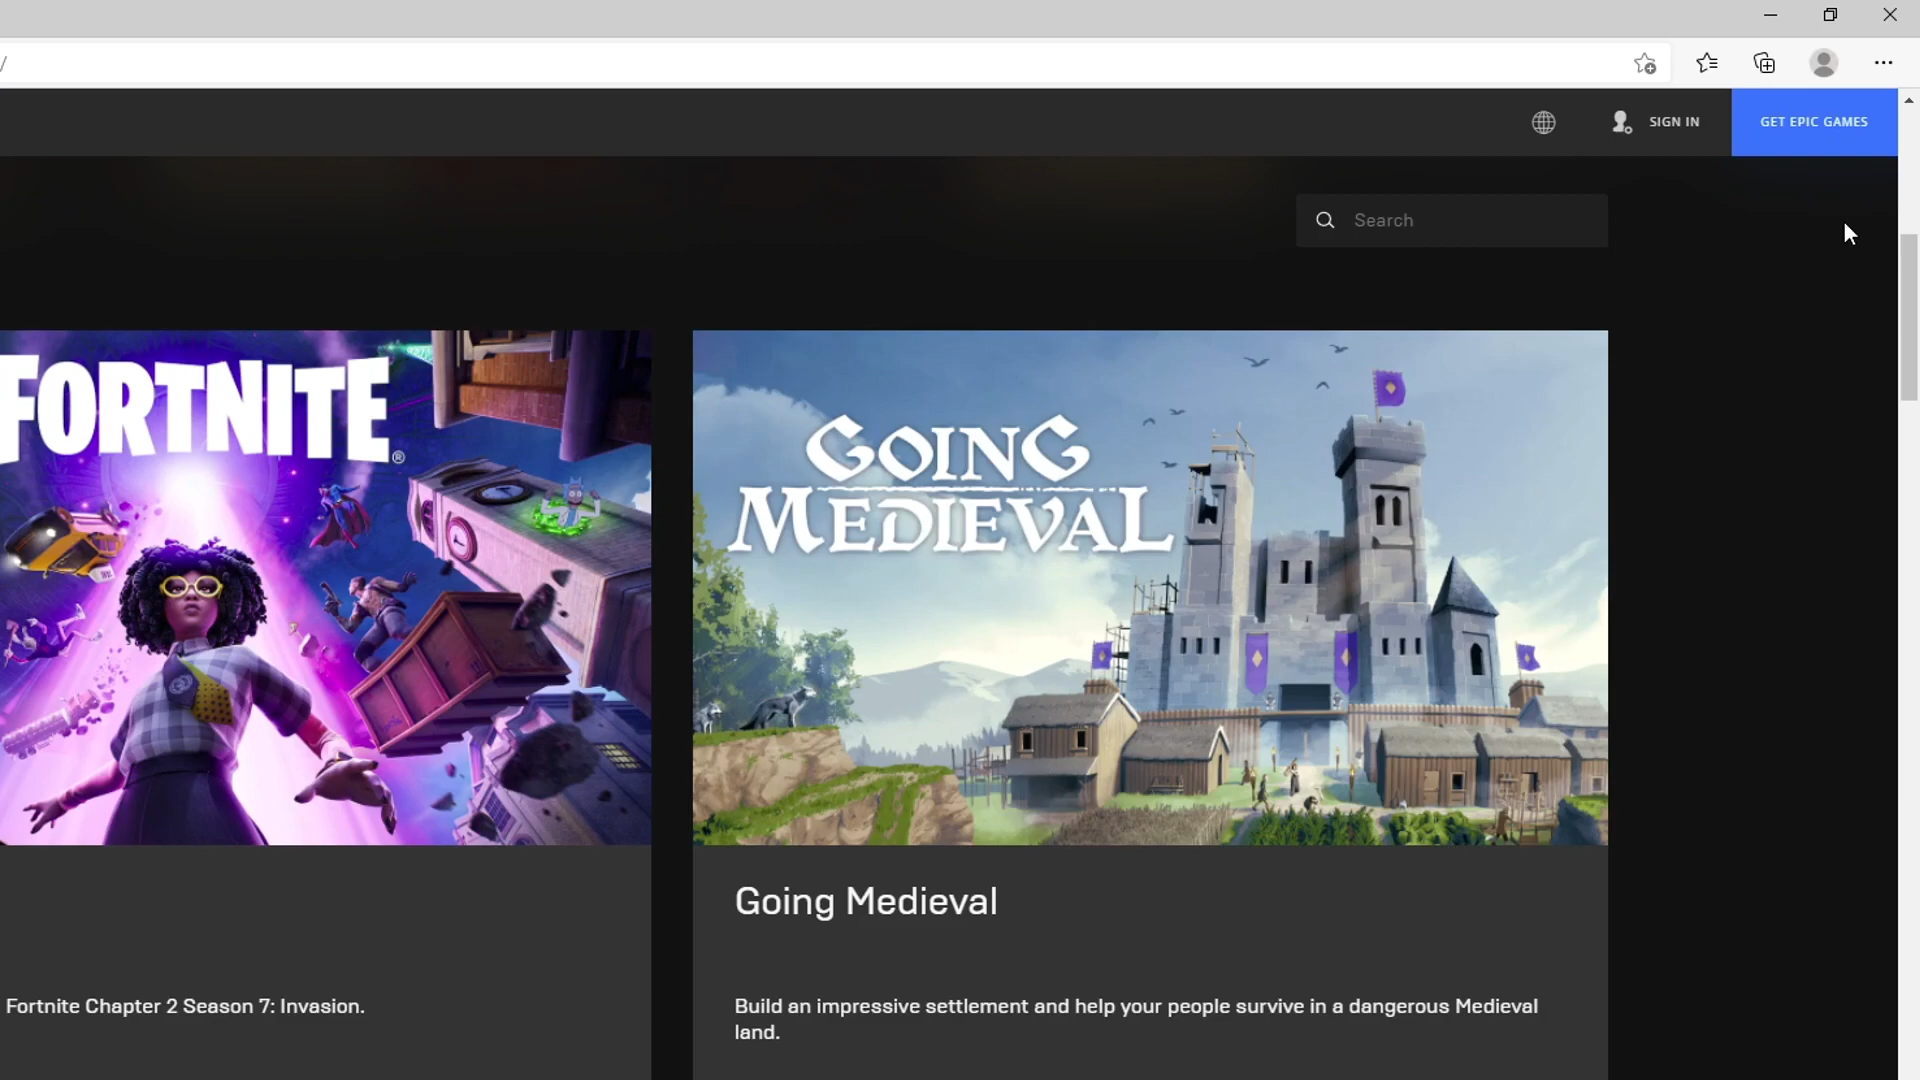 /
SIGN IN
GET EPIC GAMES
Search
FORTNITE®
GOING
MEDIEVAL
Going Medieval
Fortnite Chapter 2 Season 7: Invasion.
Build an impressive settlement and help your people survive in a dangerous Medieval
land.